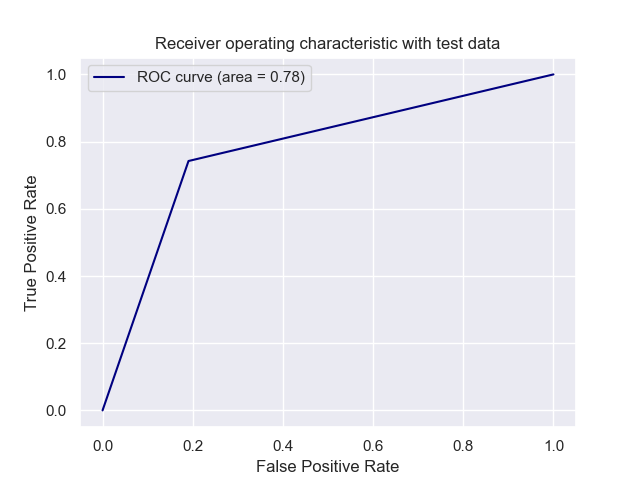 Receiver operating characteristic with test data
ROC curve (area = 0.78)
1.0
0.8
0.6
0.4
0.2
0.0
True Positive Rate
0.0 0.2 0.4 0.6 0.8 1.0
False Positive Rate